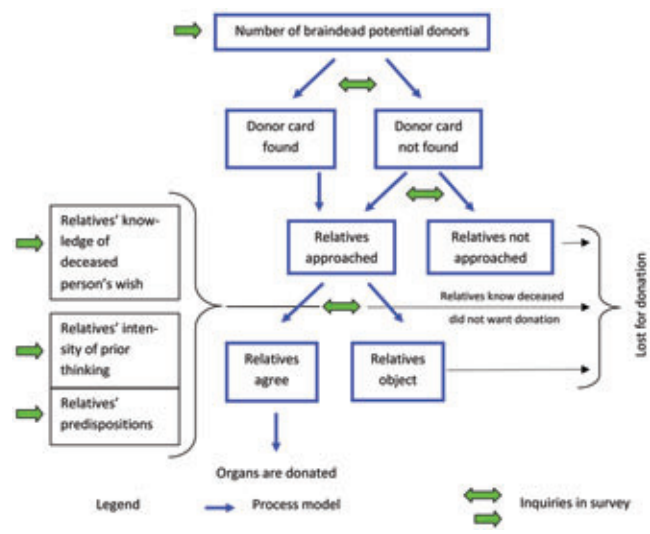 Number of braindead potential donors
Donor card
found
Donor card
not found
Relatives' know-
ledge of
deceased
person's wish
Relatives
approached
Relatives not
approached
Relatives know deceased
did not want donation
Lost for donation
Relatives' inten-
sity of prior
thinking
Relatives'
predispositions
Relatives
agree
Relatives
object
Organs are donated
Legend
Process model
Inquiries in survey